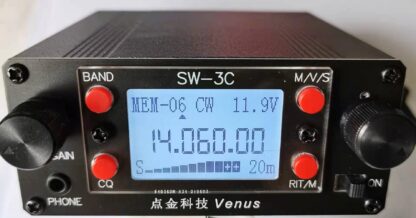 BAND SW-3C M/V/S
MEM-06 CW 11.9V
14.060.00
S 20m
GAIN
CQ RIT/M
ON
PHONE
点金科技 Venus